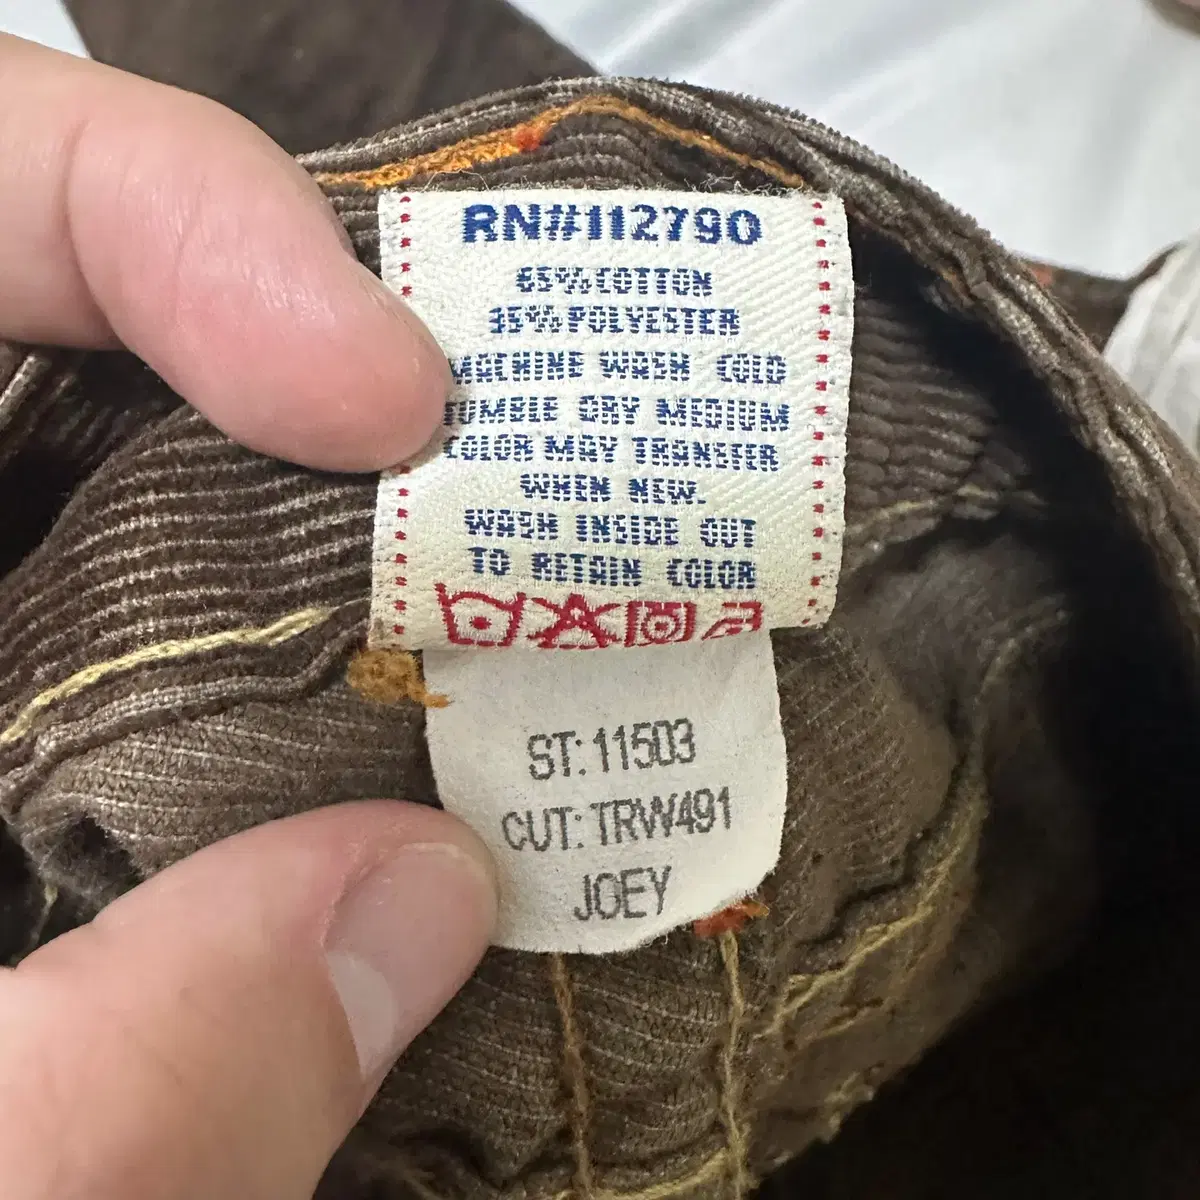 RN#112790
65% COTTON
35% POLYESTER
MACHINE WASH COLD
TUMBLE DRY MEDIUM
COLOR MAY TRANSFER
WHEN NEW.
WASH INSIDE OUT
TO RETAIN COLOR
ST: 11503
CUT: TRW491
JOEY